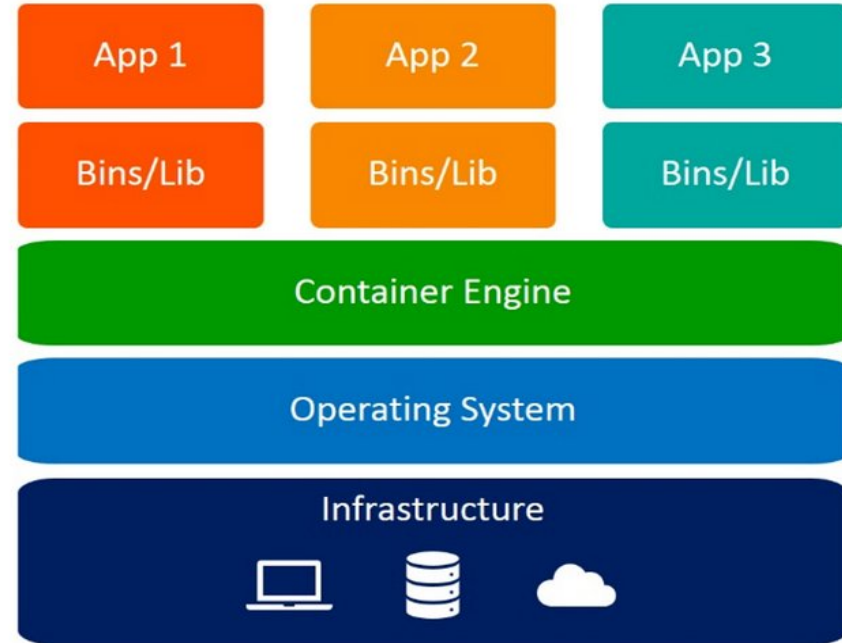 App 1
App 2
App 3
Bins/Lib
Bins/Lib
Bins/Lib
Container Engine
Operating System
Infrastructure